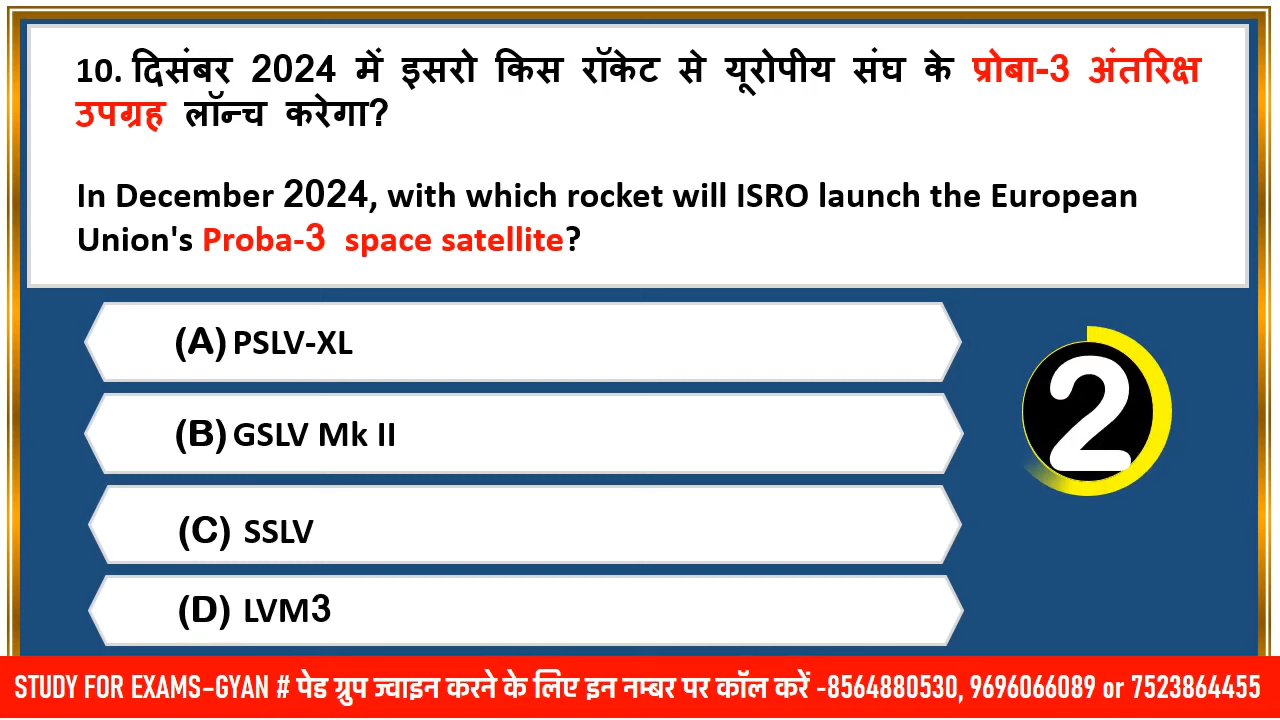 10. दिसंबर 2024 में इसरो किस रॉकेट से यूरोपीय संघ के प्रोबा-3 अंतरिक्ष
उपग्रह लॉन्च करेगा?
In December 2024, with which rocket will ISRO launch the European
Union's Proba-3 space satellite?
(A) PSLV-XL
(B) GSLV Mk II
2
(C) SSLV
(D) LVM3
STUDY FOR EXAMS-GYAN # पेड ग्रुप ज्वाइन करने के लिए इन नम्बर पर कॉल करें -8564880530, 9696066089 or 7523864455